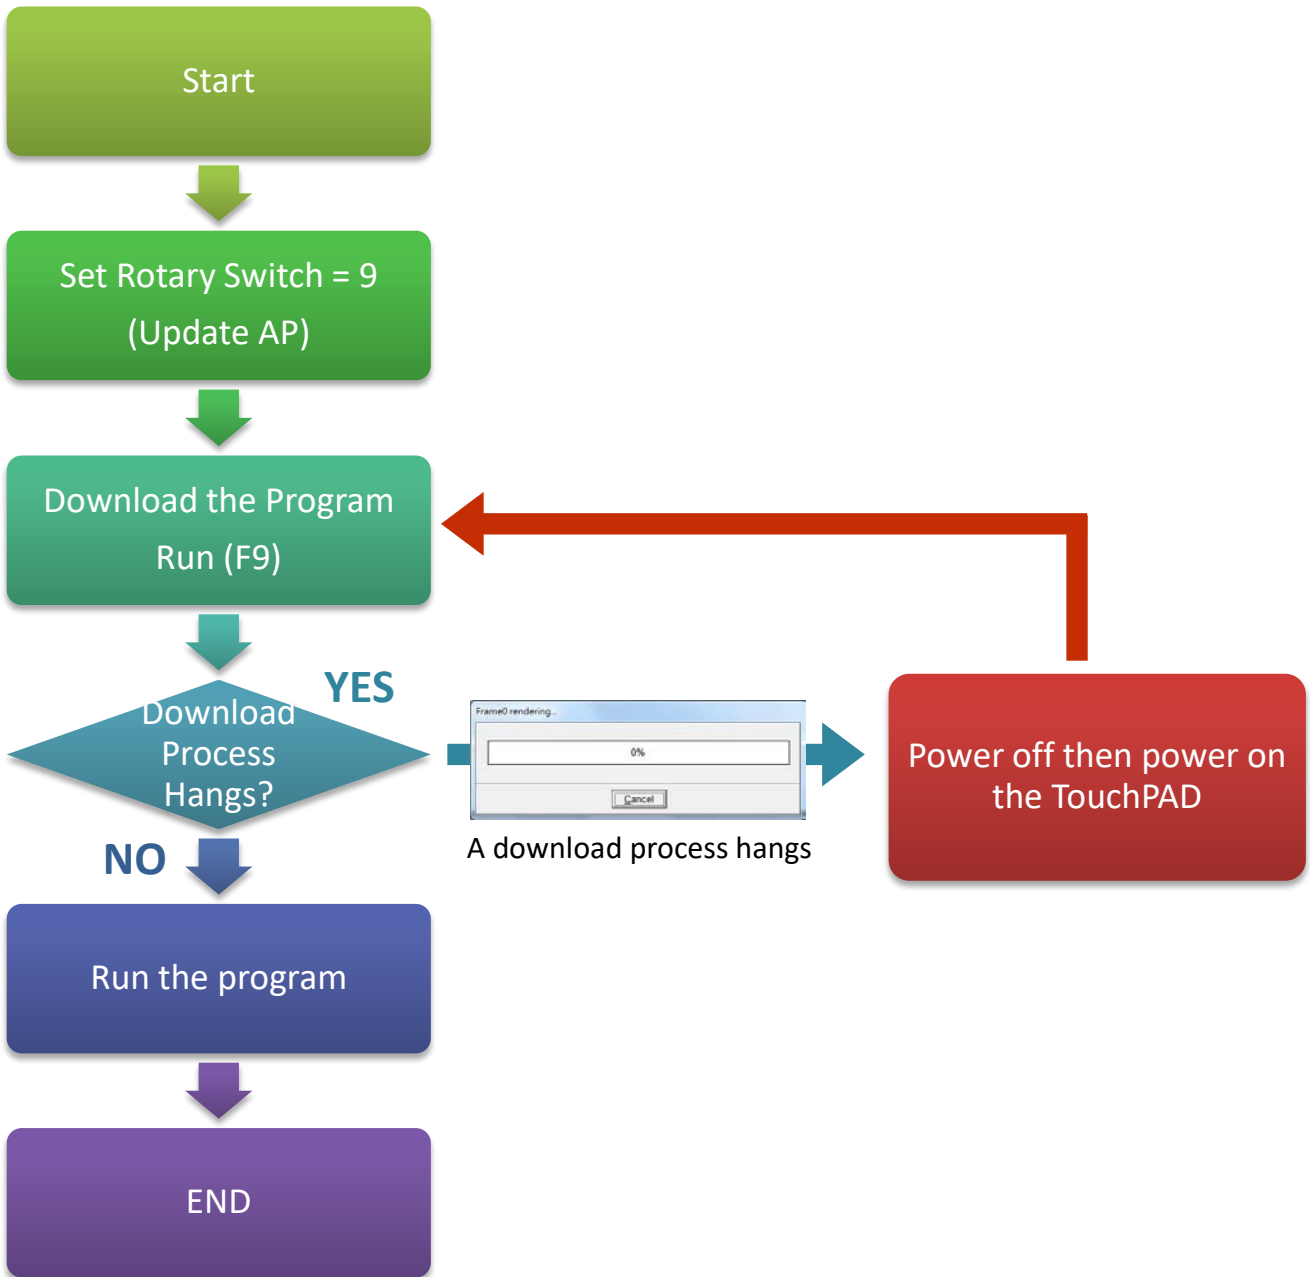 Start
Set Rotary Switch = 9
(Update AP)
Download the Program
Run (F9)
YES
Download
Process
Hangs?
Frame0 rendering...
0%
Cancel
A download process hangs
Power off then power on
the TouchPAD
NO
Run the program
END